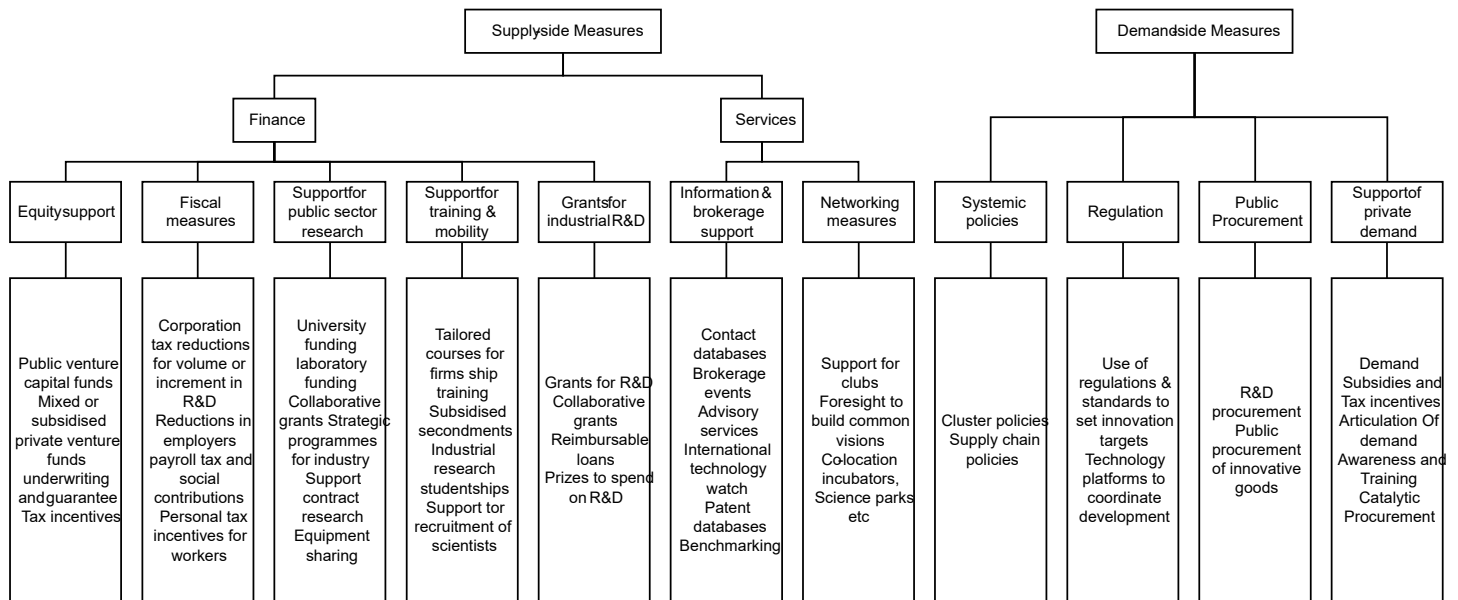 Supply-side Measures
Demand-side Measures
Finance
Services
Equitysupport
Fiscal
measures
Supportfor
public sector
research
Supportfor
training &
mobility
Grantsfor
industrialR&D
Information &
brokerage
support
Networking
measures
Systemic
policies
Regulation
Public
Procurement
Supportof
private
demand
Public venture
capital funds
Mixed or
subsidised
private venture
funds
underwriting
andguarantee
Tax incentives
Corporation
tax reductions
for volume or
increment in
R&D
Reductions in
employers
payroll tax and
social
contributions
Personal tax
incentives for
workers
University
funding
laboratory
funding
Collaborative
grants Strategic
programmes
for industry
Support
contract
research
Equipment
sharing
Tailored
courses for
firms ship
training
Subsidised
secondments
Industrial
research
studentships
Support tor
recruitment of
scientists
Grants for R&D
Collaborative
grants
Reimbursable
loans
Prizes to spend
on R&D
Contact
databases
Brokerage
events
Advisory
services
International
technology
watch
Patent
databases
Benchmarking
Support for
clubs
Foresight to
build common
visions
Co-location
incubators,
Science parks
etc
Cluster policies
Supply chain
policies
Use of
regulations &
standards to
set innovation
targets
Technology
platforms to
coordinate
development
R&D
procurement
Public
procurement
of innovative
goods
Demand
Subsidies and
Tax incentives
Articulation Of
demand
Awareness and
Training
Catalytic
Procurement